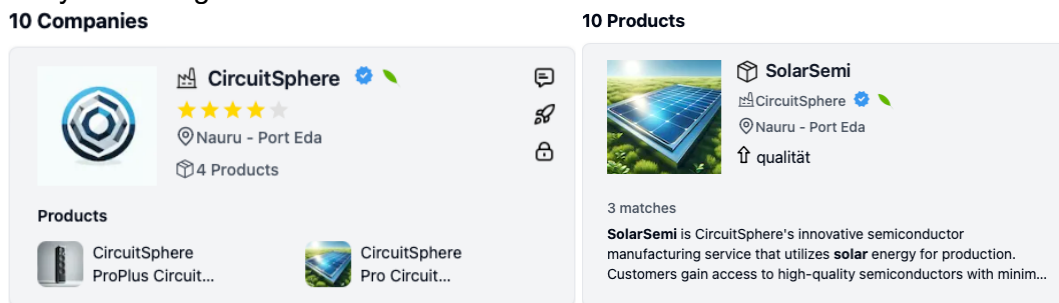 10 Companies
CircuitSphere
Nauru - Port Eda
4 Products
Products
CircuitSphere
ProPlus Circuit...
CircuitSphere
Pro Circuit...
10 Products
SolarSemi
CircuitSphere
Nauru - Port Eda
qualität
3 matches
SolarSemi is CircuitSphere's innovative semiconductor
manufacturing service that utilizes solar energy for production.
Customers gain access to high-quality semiconductors with minim...